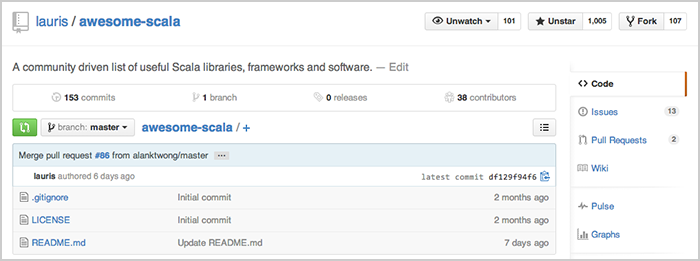 lauris / awesome-scala
Unwatch 101 Unstar 1,005 Fork 107
A community driven list of useful Scala libraries, frameworks and software. — Edit
153 commits 1 branch 0 releases 38 contributors
branch: master awesome-scala / +
Merge pull request #86 from alanktwong/master ...
lauris authored 6 days ago latest commit df129f94f6
.gitignore Initial commit 2 months ago
LICENSE Initial commit 2 months ago
README.md Update README.md 7 days ago
Code
Issues 13
Pull Requests 2
Wiki
Pulse
Graphs